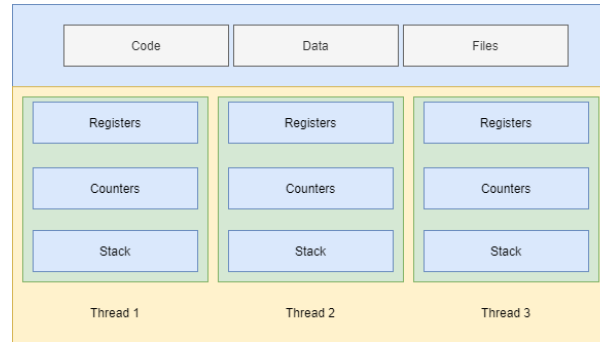 Code Data Files
Registers Registers Registers
Counters Counters Counters
Stack Stack Stack
Thread 1 Thread 2 Thread 3